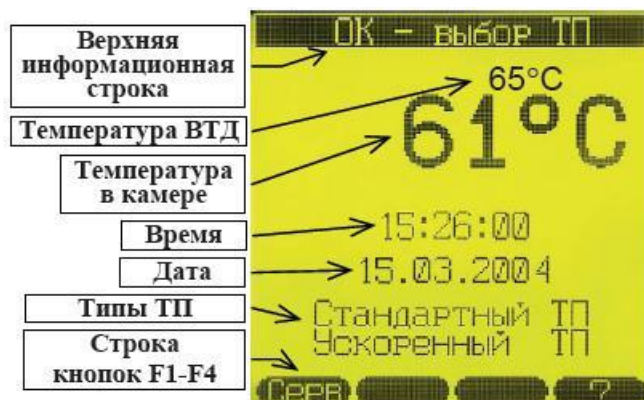 Верхняя
информационная
строка
Температура ВТД
Температура
в камере
Время
Дата
Типы ТП
Строка
кнопок F1-F4
OK - выбор ТП
65°C
61°C
15:26:00
15.03.2004
Стандартный ТП
Ускоренный ТП
Серв
?